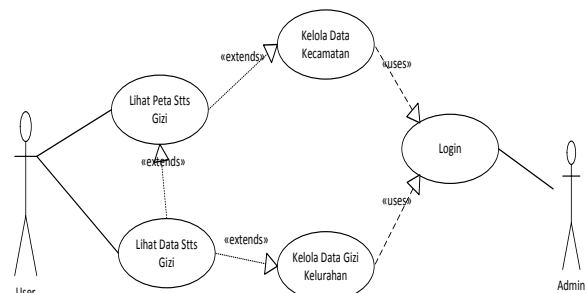 Kelola Data
Kecamatan
«extends»
«uses»
Lihat Peta Stts
Gizi
Login
«extends»
«uses»
«extends»
Lihat Data Stts
Gizi
Kelola Data Gizi
Kelurahan
User
Admin